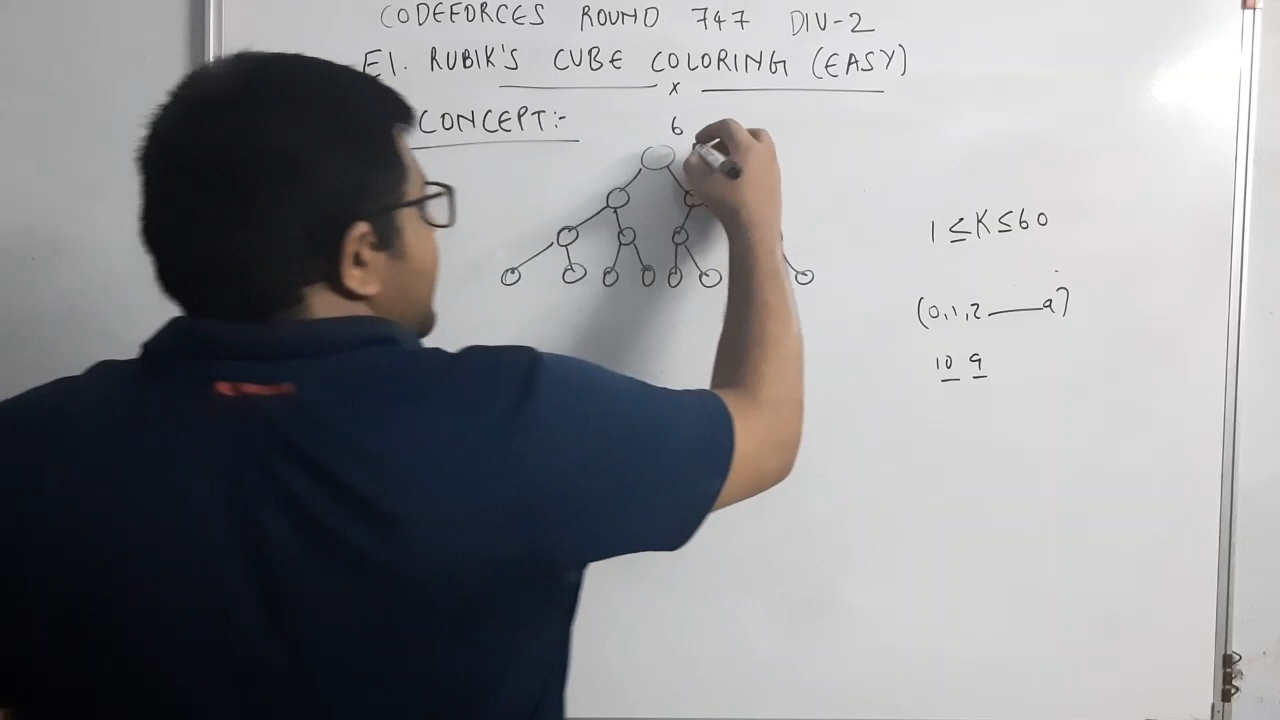 CODEFORCES ROUND 747 DIV-2
E1. RUBIK'S CUBE COLORING (EASY)
x
CONCEPT:-
6
1 ≤ K ≤ 60
(0,1,2 —— 9)
10 9